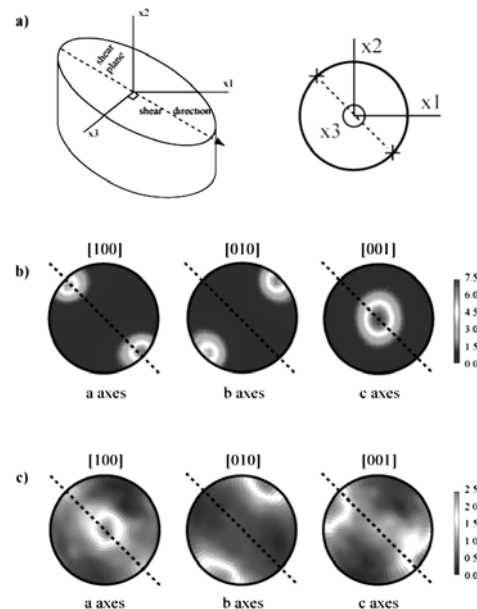 a)
x2
shear plane
x1
shear direction
x3
x2
x1
x3
b)
[100] [010] [001]
7.5
6.0
4.5
3.0
1.5
0.0
a axes b axes c axes
c)
[100] [010] [001]
2.5
2.0
1.5
1.0
0.5
0.0
a axes b axes c axes